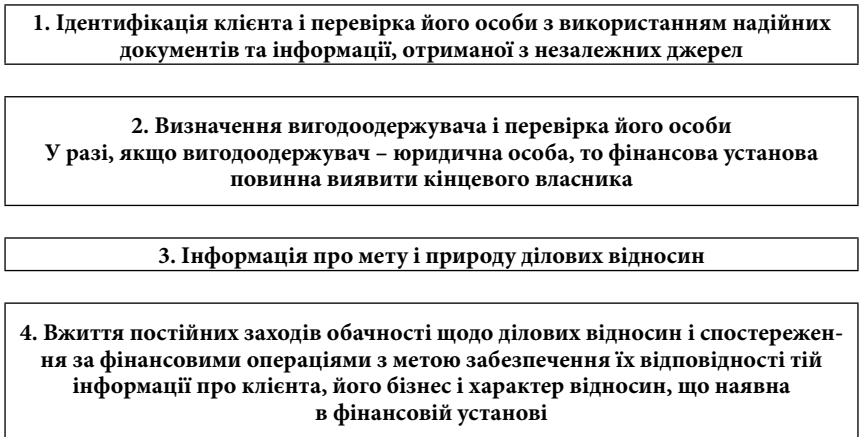 1. Ідентифікація клієнта і перевірка його особи з використанням надійних
документів та інформації, отриманої з незалежних джерел
2. Визначення вигодоодержувача і перевірка його особи
У разі, якщо вигодоодержувач – юридична особа, то фінансова установа
повинна виявити кінцевого власника
3. Інформація про мету і природу ділових відносин
4. Вжиття постійних заходів обачності щодо ділових відносин і спостережен-
ня за фінансовими операціями з метою забезпечення їх відповідності тій
інформації про клієнта, його бізнес і характер відносин, що наявна
в фінансовій установі